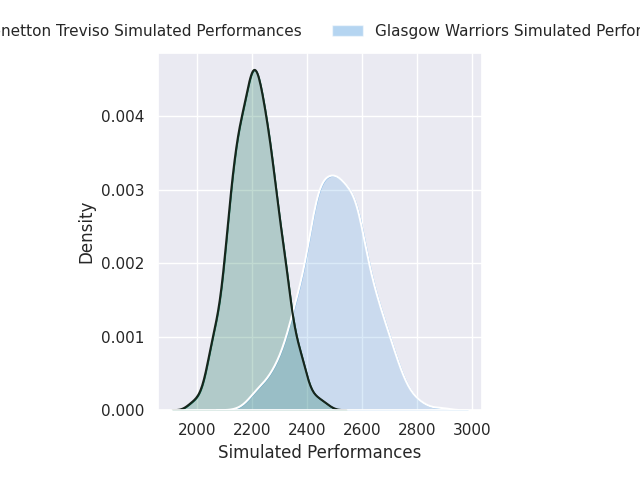 netton Treviso Simulated Performances
Glasgow Warriors Simulated Perfor
0.004
0.003
0.002
0.001
0.000
Density
2000 2200 2400 2600 2800 3000
Simulated Performances